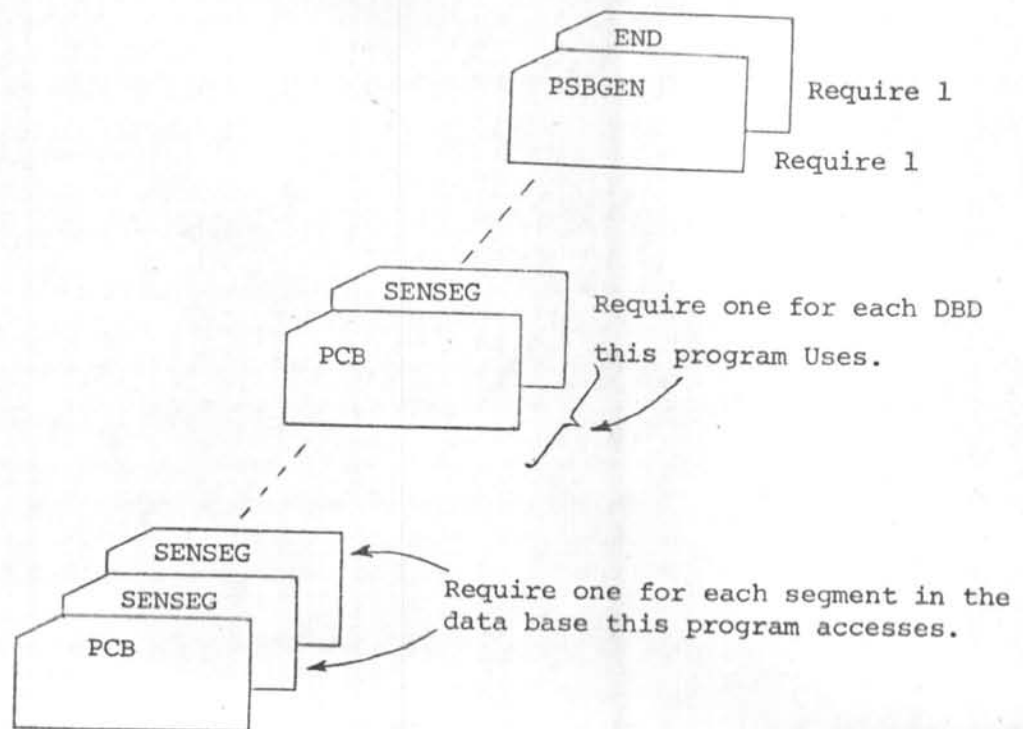 END
PSBGEN
Require 1
Require 1
SENSEG
PCB
Require one for each DBD
this program Uses.
SENSEG
SENSEG
PCB
Require one for each segment in the
data base this program accesses.